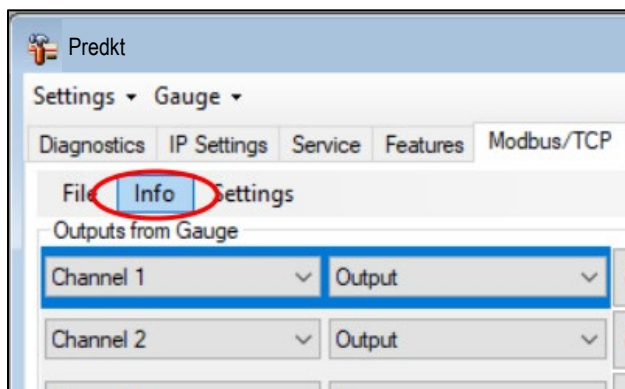 Predkt
Settings Gauge
Diagnostics IP Settings Service Features Modbus/TCP
File Info Settings
Outputs from Gauge
Channel 1 Output
Channel 2 Output